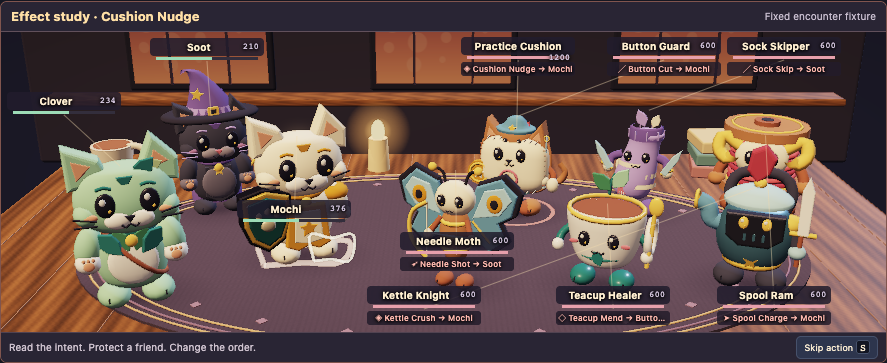 Effect study · Cushion Nudge
Fixed encounter fixture
Soot 210
Practice Cushion 1200
◈ Cushion Nudge → Mochi
Button Guard 600
⟋ Button Cut → Mochi
Sock Skipper 600
⟋ Sock Skip → Soot
Clover 234
Mochi 376
Needle Moth 600
➶ Needle Shot → Soot
Kettle Knight 600
◈ Kettle Crush → Mochi
Teacup Healer 600
◇ Teacup Mend → Butto...
Spool Ram 600
➤ Spool Charge → Mochi
Read the intent. Protect a friend. Change the order.
Skip action S